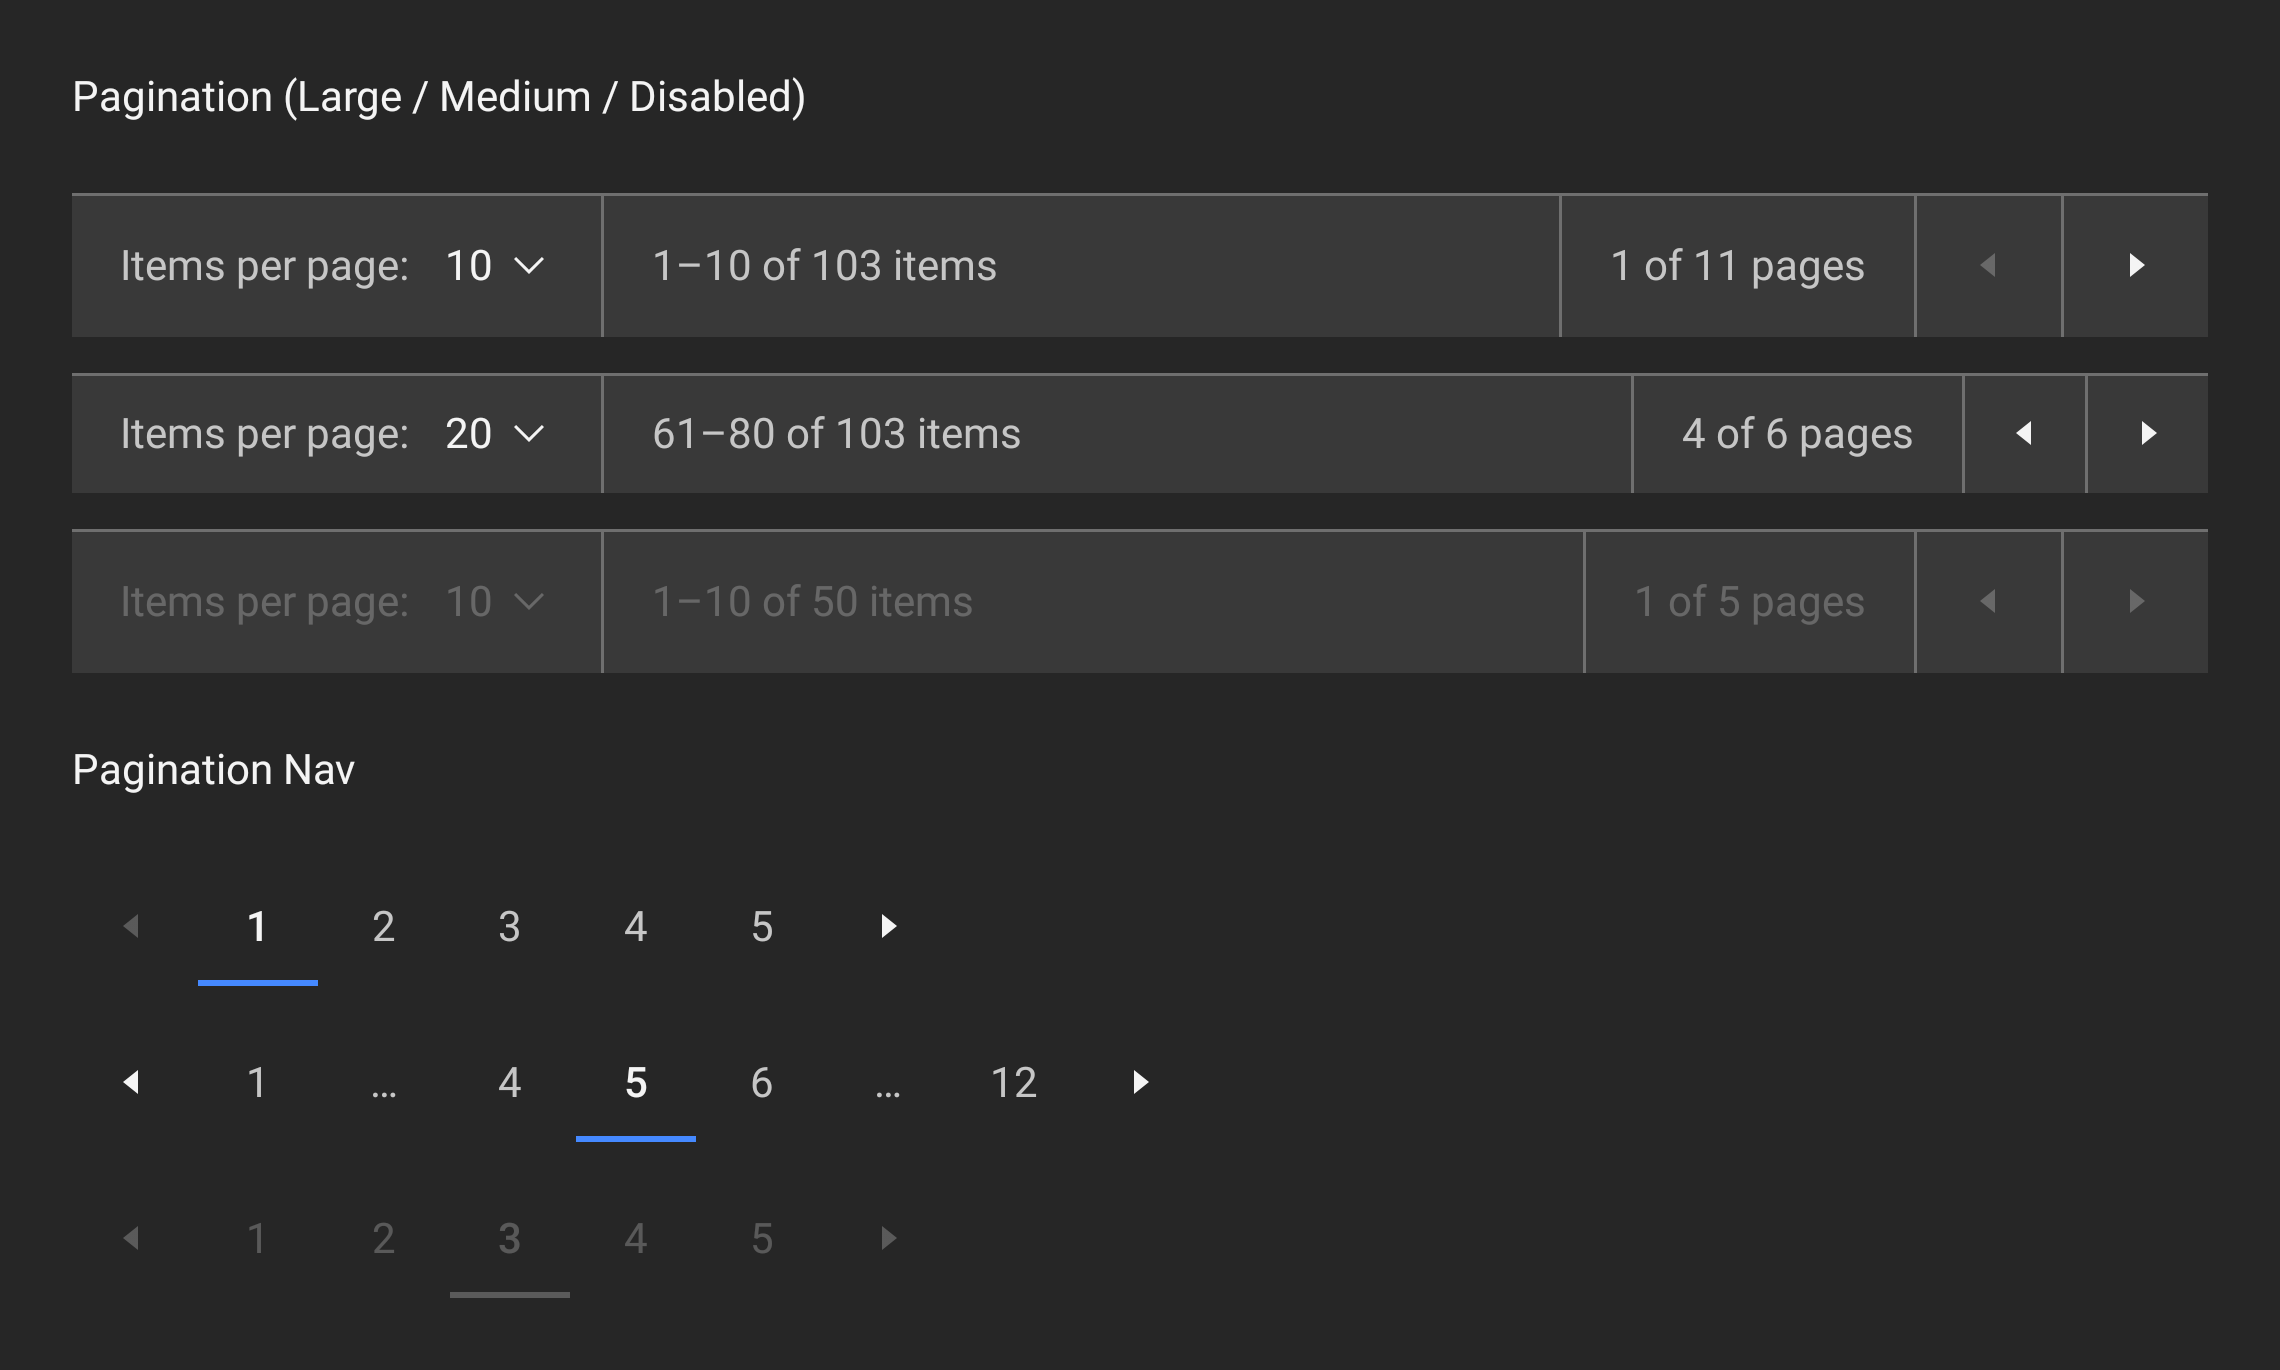 Pagination (Large / Medium / Disabled)
Items per page: 10 1–10 of 103 items 1 of 11 pages
Items per page: 20 61–80 of 103 items 4 of 6 pages
Items per page: 10 1–10 of 50 items 1 of 5 pages
Pagination Nav
1 2 3 4 5
1 … 4 5 6 … 12
1 2 3 4 5